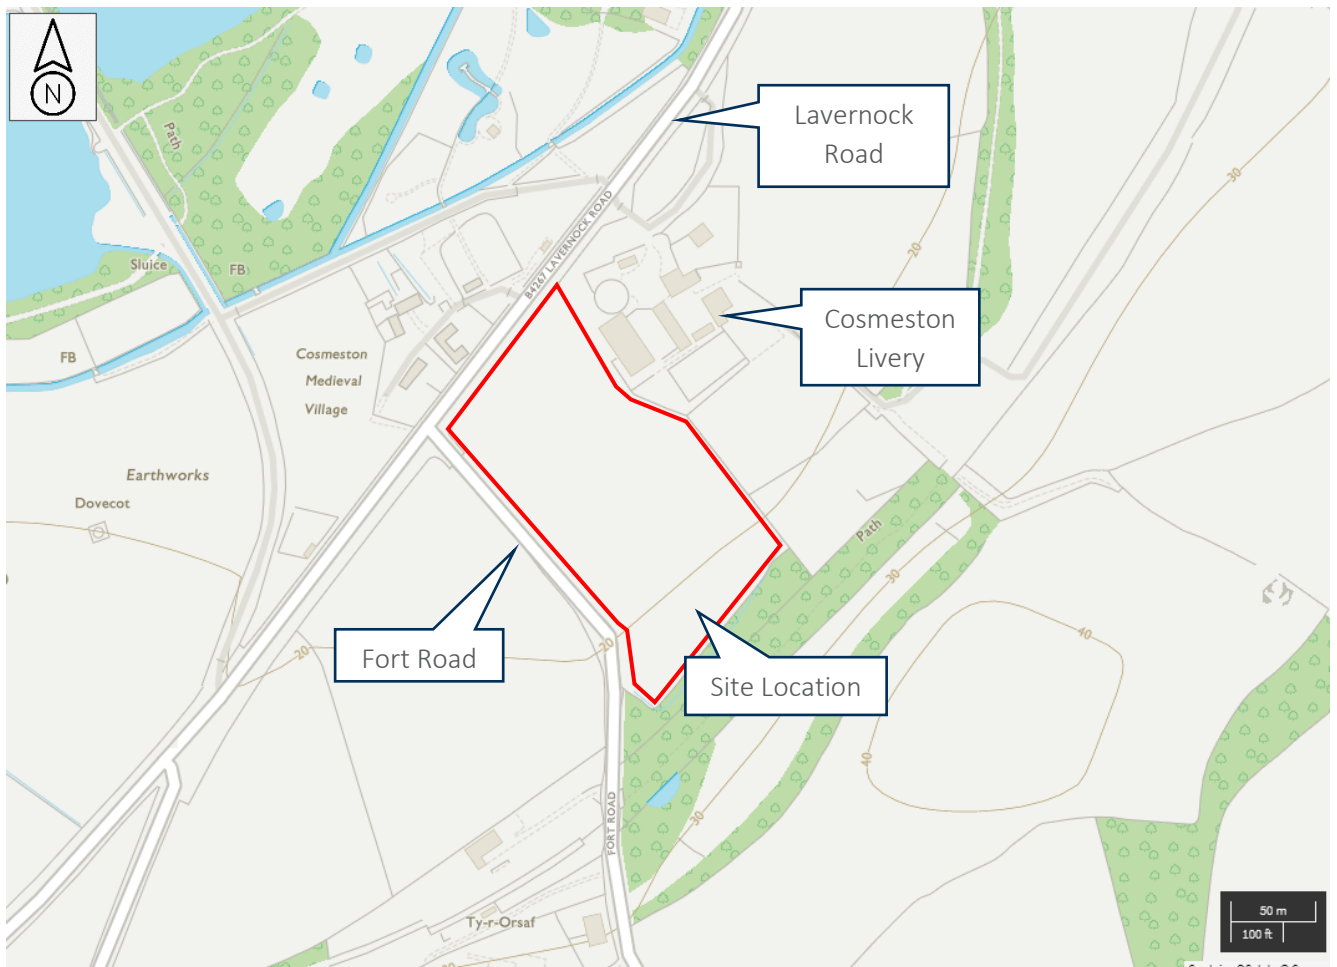 N
Lavernock
Road
Path
30
B4267 LAVERNOCK ROAD
20
Sluice
FB
Cosmeston
Livery
FB
Cosmeston
Medieval
Village
Earthworks
Dovecot
Path
30
Fort Road
20
20
40
Site Location
40
30
FORT ROAD
Ty-r-Orsaf
50 m
100 ft